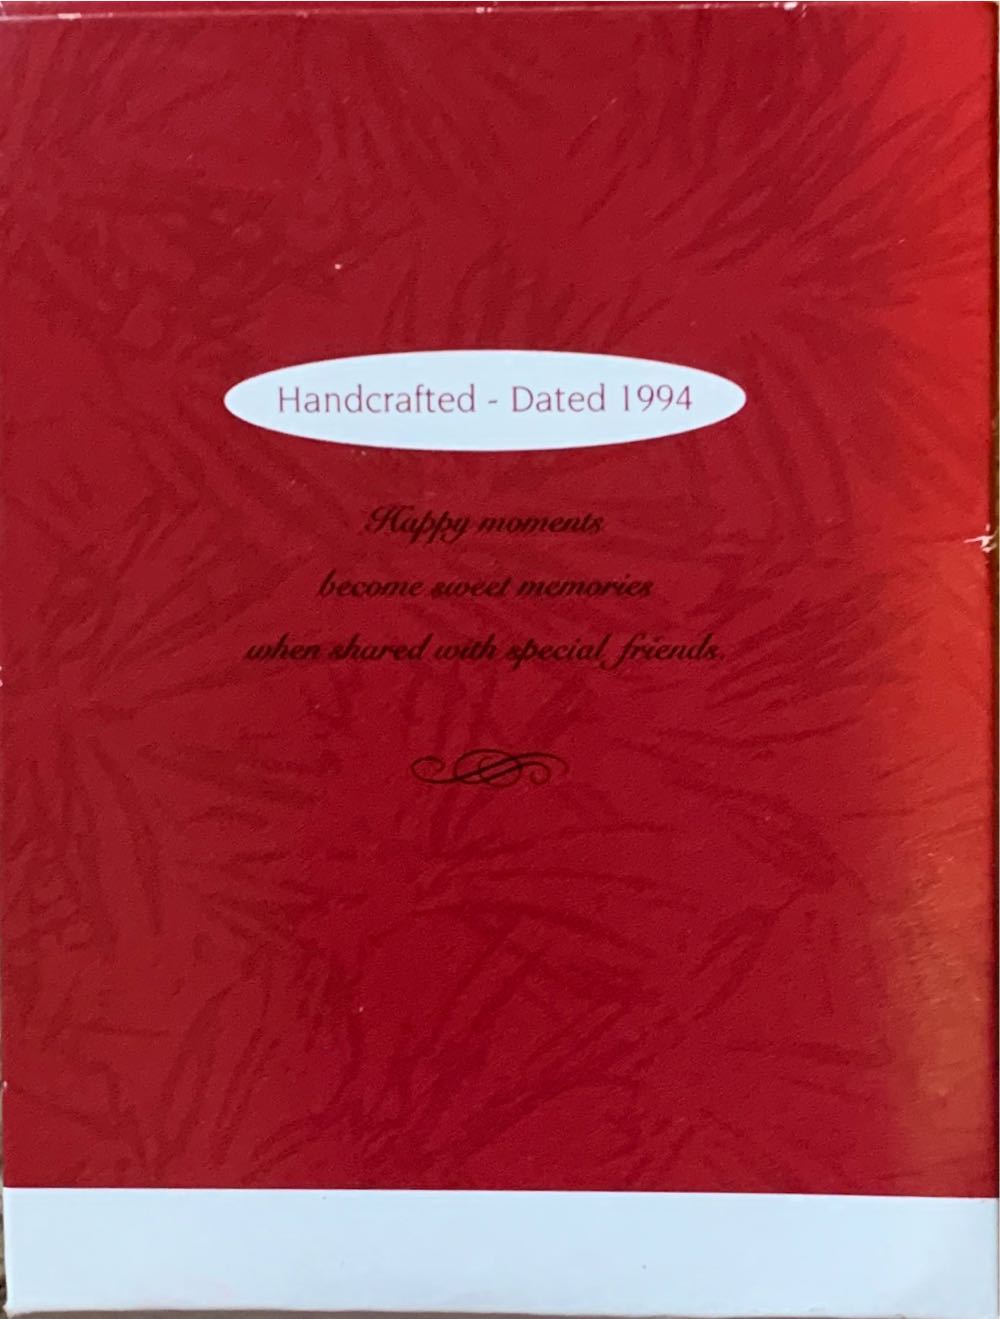 Handcrafted - Dated 1994
Happy moments
become sweet memories
when shared with special friends.